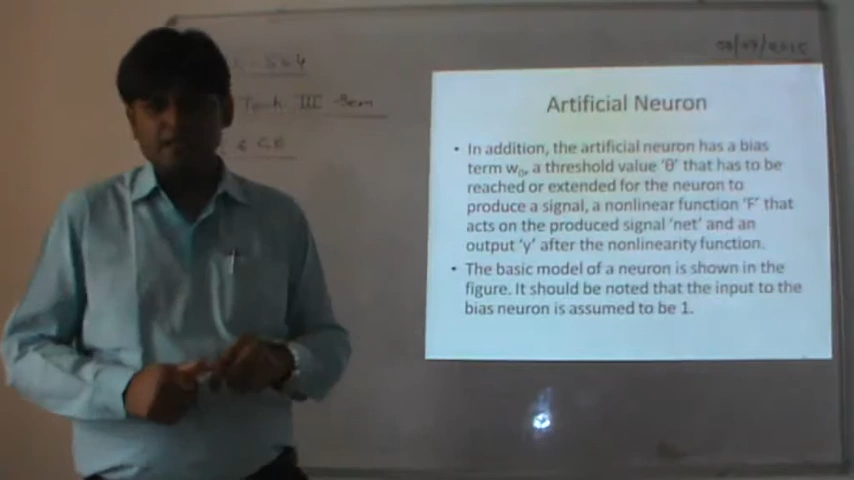 Tech III Sem
Artificial Neuron
• In addition, the artificial neuron has a bias
term w₀, a threshold value ‘θ’ that has to be
reached or extended for the neuron to
produce a signal, a nonlinear function ‘F’ that
acts on the produced signal ‘net’ and an
output ‘y’ after the nonlinearity function.
• The basic model of a neuron is shown in the
figure. It should be noted that the input to the
bias neuron is assumed to be 1.